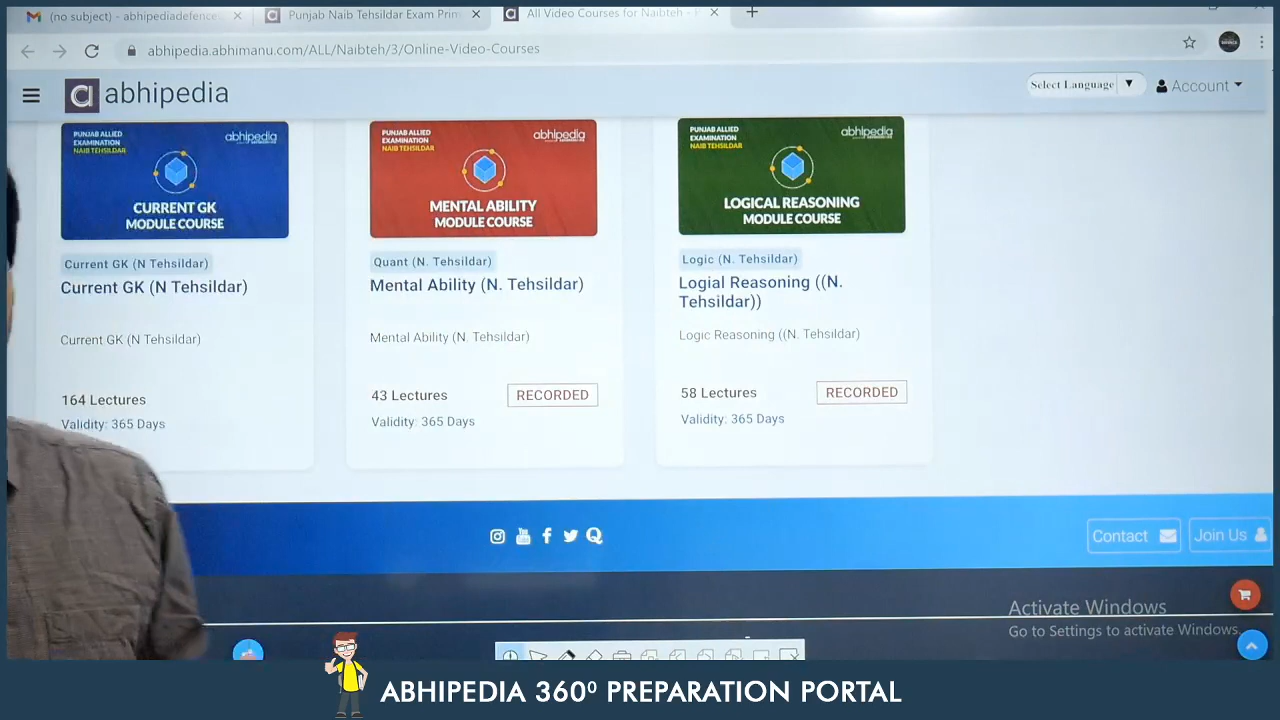 (no subject) - abhipediadefence
Punjab Naib Tehsildar Exam Prim
All Video Courses for Naibteh -
abhipedia.abhimanu.com/ALL/Naibteh/3/Online-Video-Courses
abhipedia
Select Language ▼
Account
PUNJAB ALLIED
EXAMINATION
NAIB TEHSILDAR
abhipedia
CURRENT GK
MODULE COURSE
PUNJAB ALLIED
EXAMINATION
NAIB TEHSILDAR
abhipedia
MENTAL ABILITY
MODULE COURSE
PUNJAB ALLIED
EXAMINATION
NAIB TEHSILDAR
abhipedia
LOGICAL REASONING
MODULE COURSE
Current GK (N Tehsildar)
Current GK (N Tehsildar)
Current GK (N Tehsildar)
164 Lectures
Validity: 365 Days
Quant (N. Tehsildar)
Mental Ability (N. Tehsildar)
Mental Ability (N. Tehsildar)
43 Lectures
RECORDED
Validity: 365 Days
Logic (N. Tehsildar)
Logial Reasoning ((N.
Tehsildar))
Logic Reasoning ((N. Tehsildar)
58 Lectures
RECORDED
Validity: 365 Days
Contact
Join Us
Activate Windows
Go to Settings to activate Windows.
ABHIPEDIA 360⁰ PREPARATION PORTAL